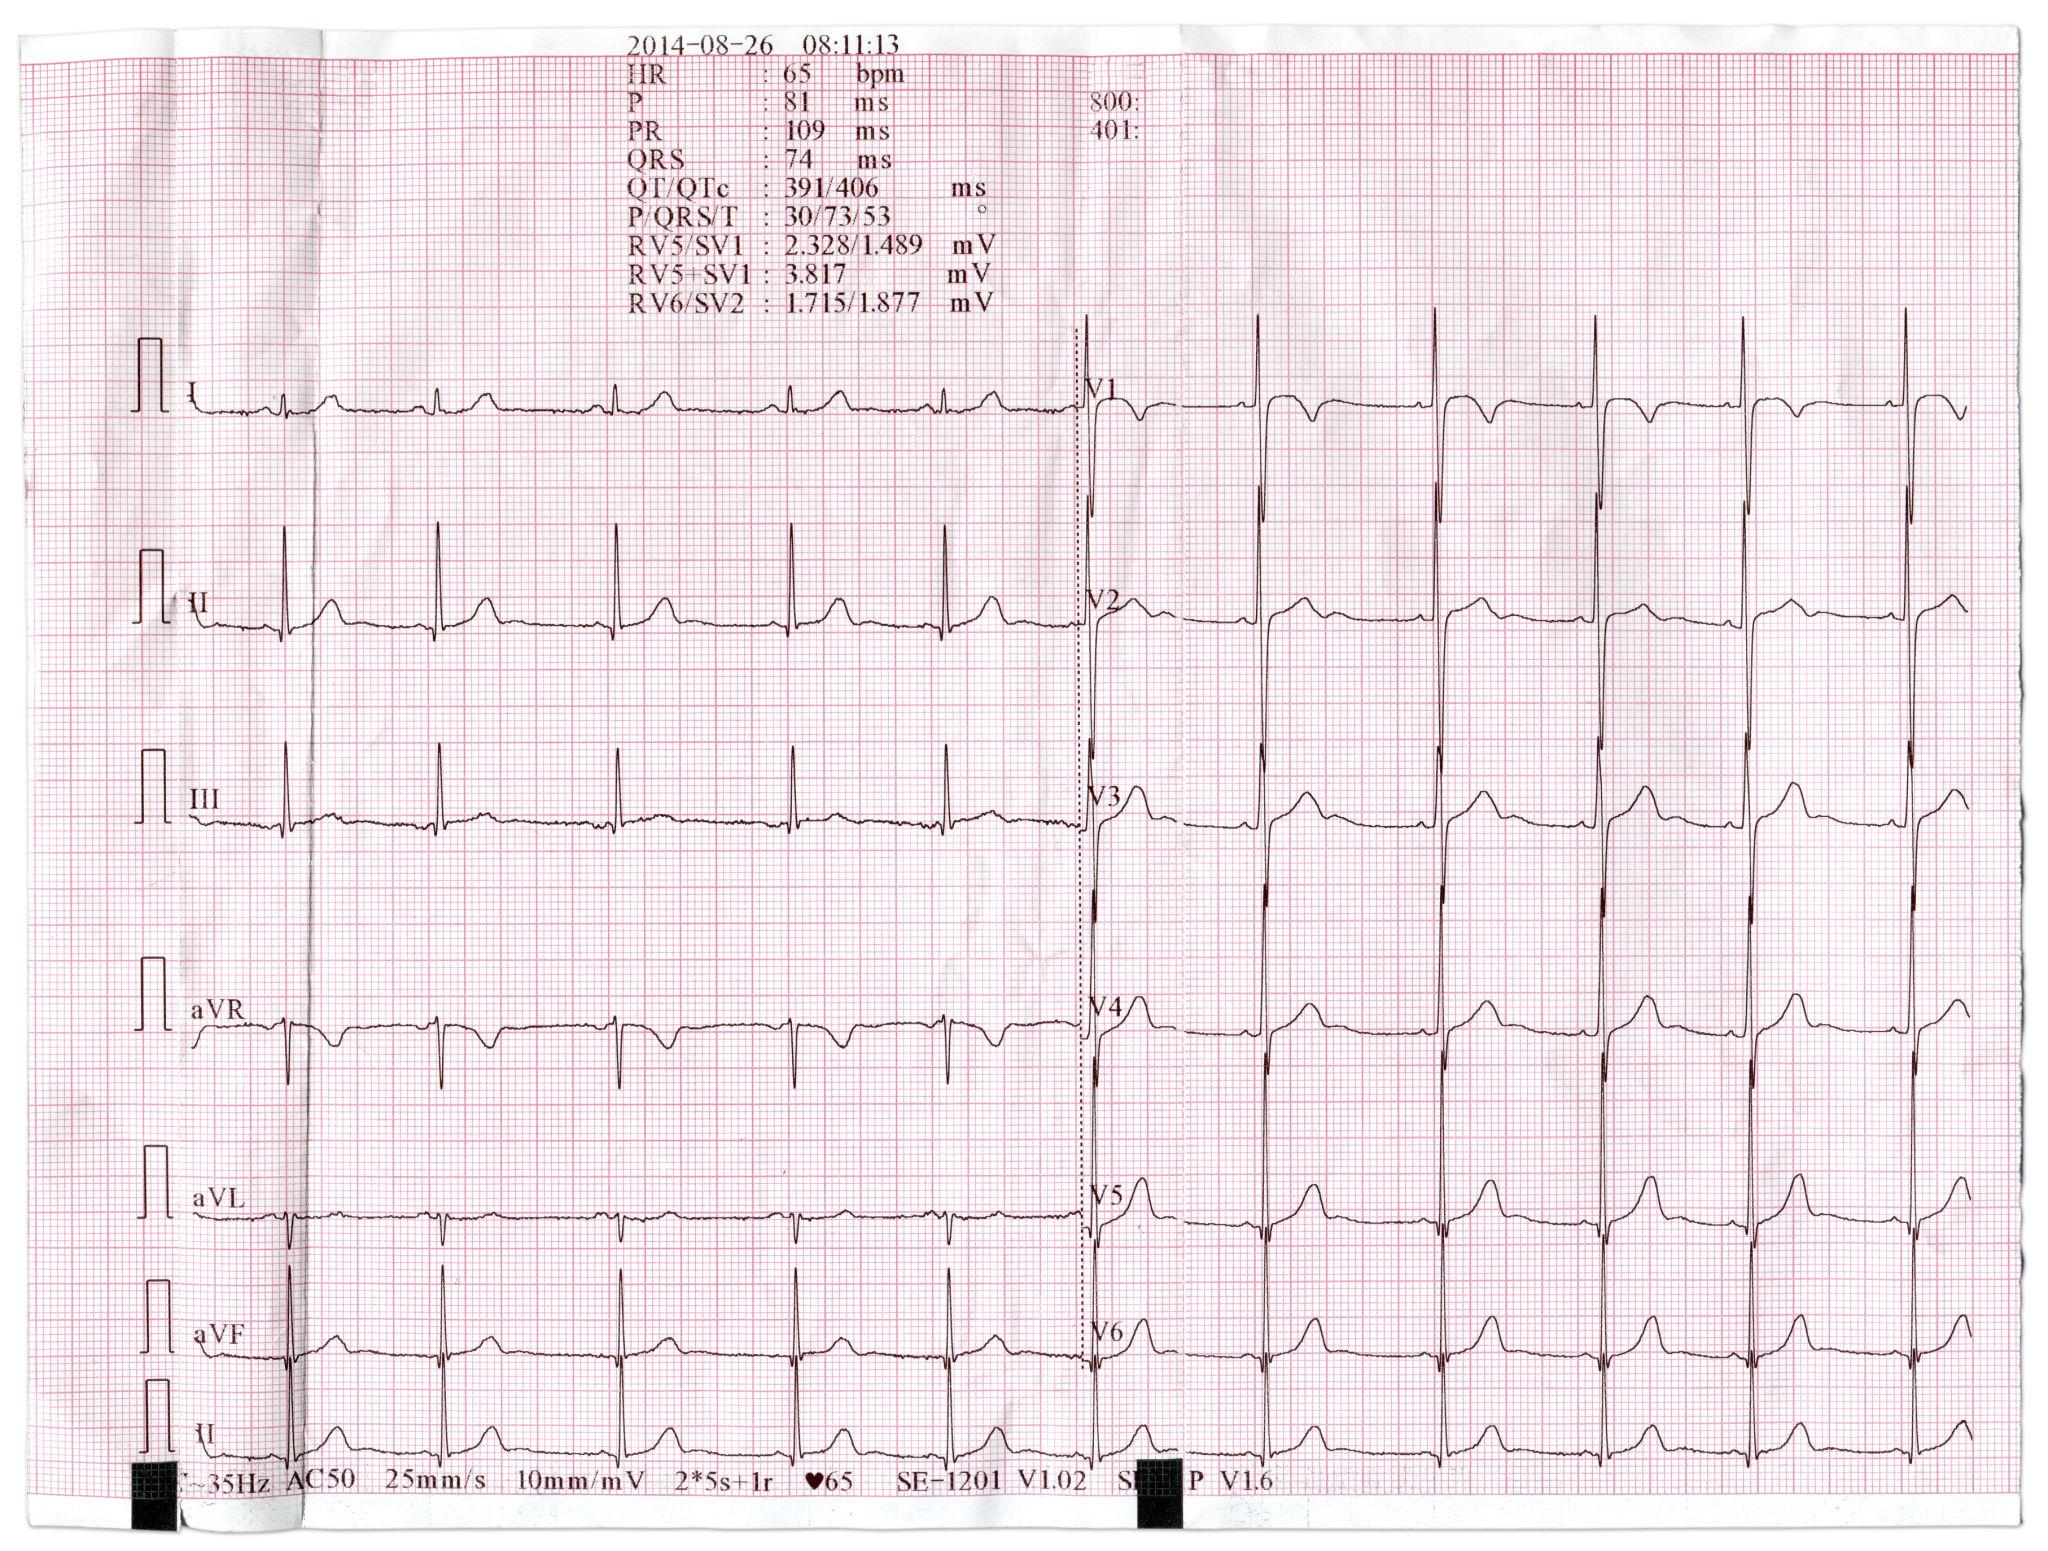 2014-08-26 08:11:13
HR : 65 bpm
P : 81 ms 800:
PR : 109 ms 401:
QRS : 74 ms
QT/QTc : 391/406 ms
P/QRS/T : 30/73/53 °
RV5/SV1 : 2.328/1.489 mV
RV5+SV1 : 3.817 mV
RV6/SV2 : 1.715/1.877 mV
I V1
II V2
III V3
aVR V4
aVL V5
aVF V6
II
~35Hz AC50 25mm/s 10mm/mV 2*5s+1r ♥65 SE-1201 V1.02 P V1.6